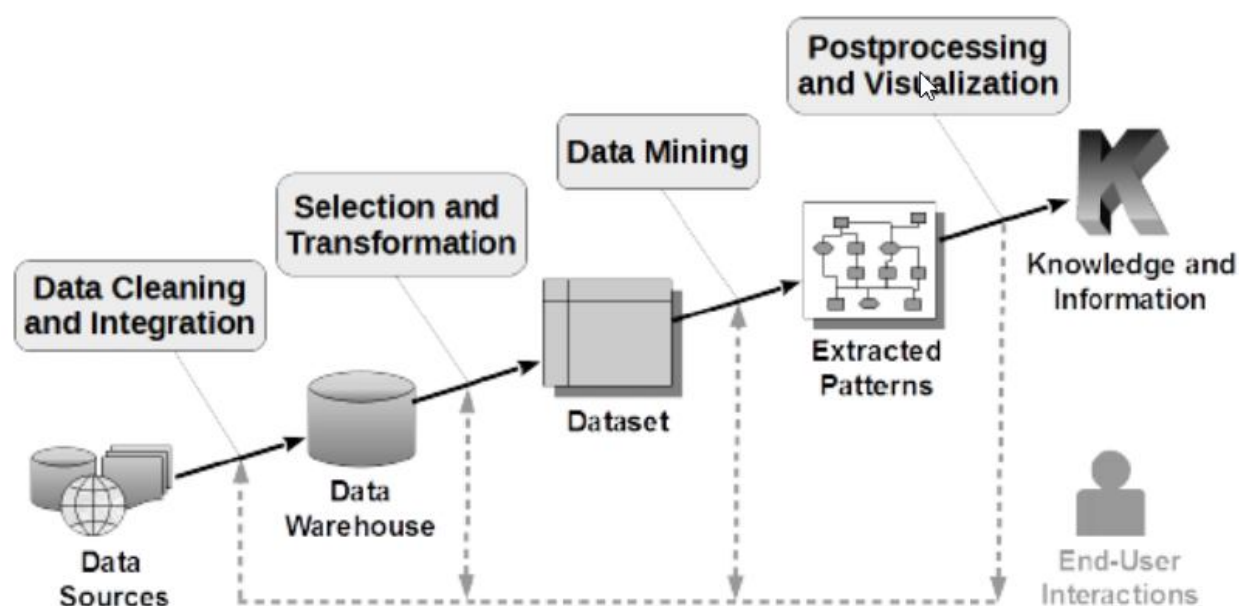 Postprocessing
and Visualization
Data Mining
Selection and
Transformation
Data Cleaning
and Integration
Knowledge and
Information
Extracted
Patterns
Dataset
Data
Warehouse
Data
Sources
End-User
Interactions